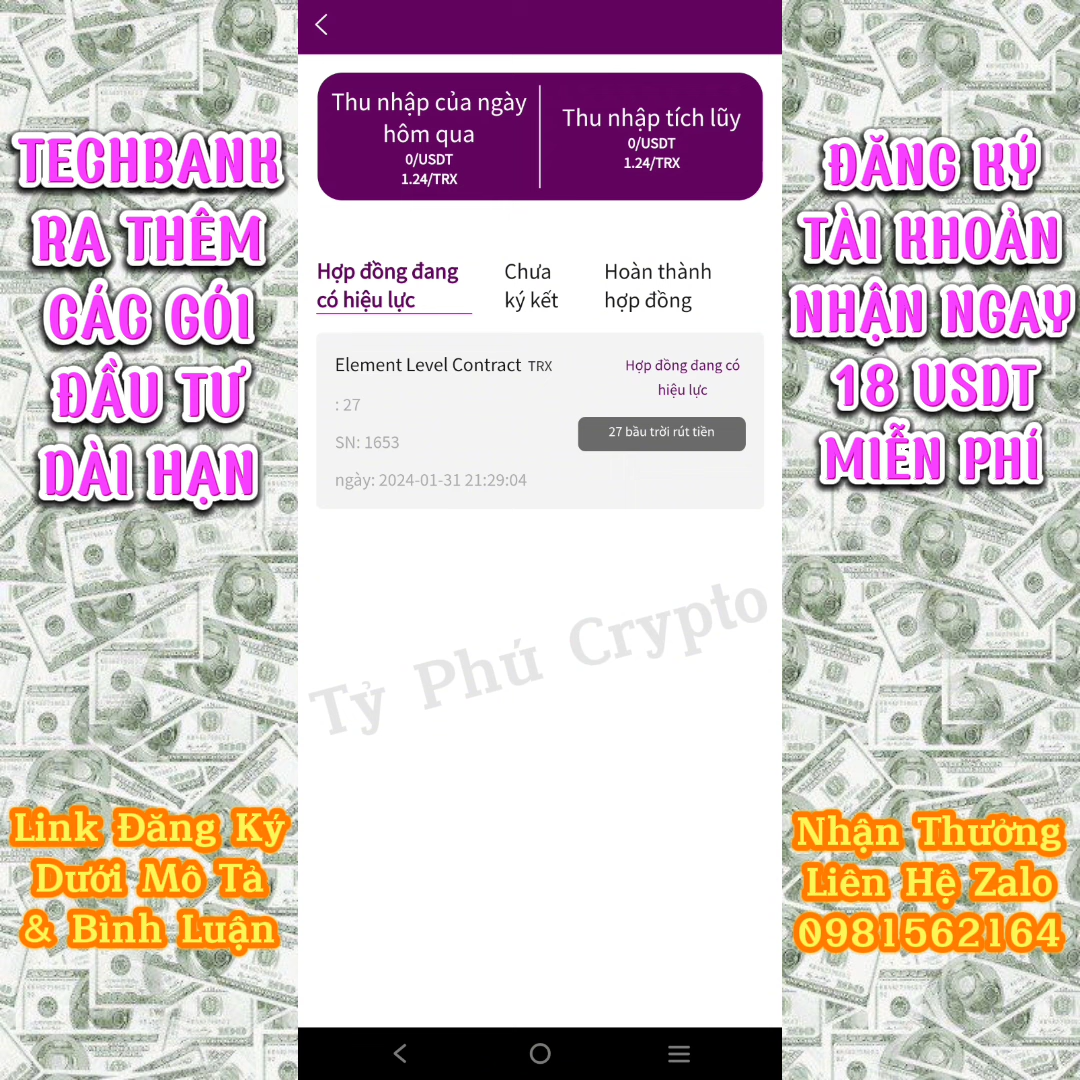 TECHBANK
RA THÊM
CÁC GÓI
ĐẦU TƯ
DÀI HẠN
Link Đăng Ký
Dưới Mô Tả
& Bình Luận
Thu nhập của ngày
hôm qua
0/USDT
1.24/TRX
Thu nhập tích lũy
0/USDT
1.24/TRX
Hợp đồng đang
có hiệu lực
Chưa
ký kết
Hoàn thành
hợp đồng
Element Level Contract TRX
Hợp đồng đang có
hiệu lực
: 27
27 bầu trời rút tiền
SN: 1653
ngày: 2024-01-31 21:29:04
Tỷ Phú Crypto
ĐĂNG KÝ
TÀI KHOẢN
NHẬN NGAY
18 USDT
MIỄN PHÍ
Nhận Thưởng
Liên Hệ Zalo
0981562164